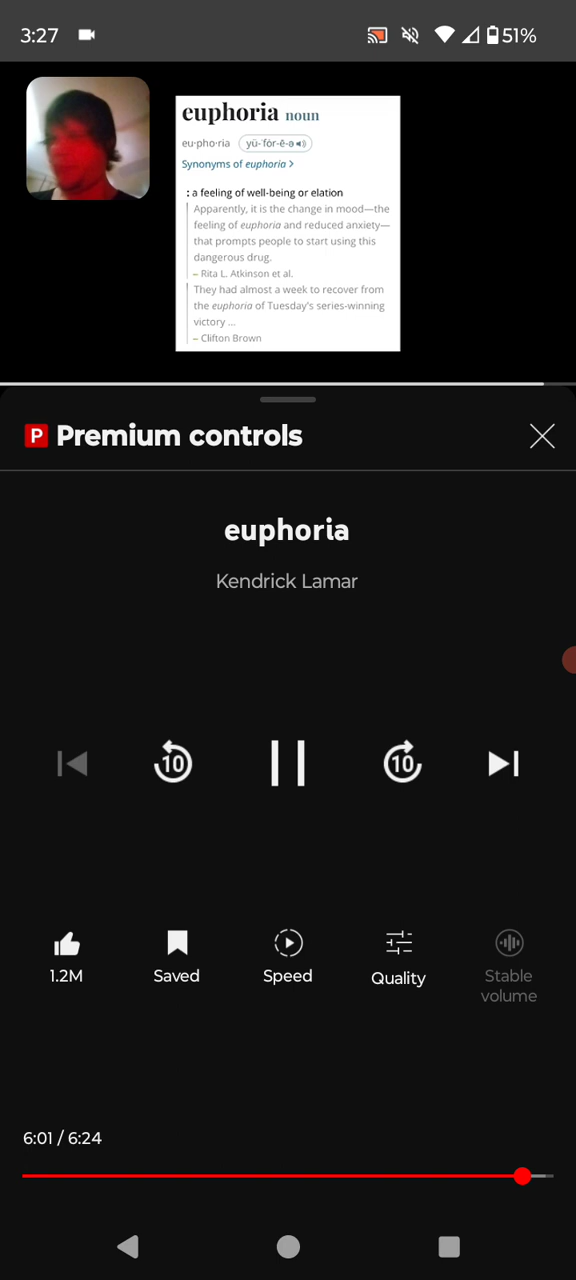 3:27
51%
euphoria noun
eu·pho·ria yü-ˈfȯr-ē-ə
Synonyms of euphoria
: a feeling of well-being or elation
Apparently, it is the change in mood—the
feeling of euphoria and reduced anxiety—
that prompts people to start using this
dangerous drug.
– Rita L. Atkinson et al.
They had almost a week to recover from
the euphoria of Tuesday's series-winning
victory ...
– Clifton Brown
P Premium controls
euphoria
Kendrick Lamar
10
10
1.2M
Saved
Speed
Quality
Stable
volume
6:01 / 6:24